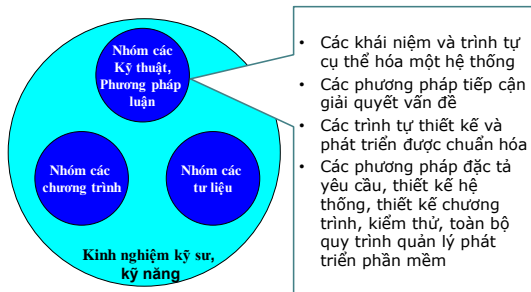 Nhóm các
Kỹ thuật,
Phương pháp
luận
Nhóm các
chương trình
Nhóm các
tư liệu
Kinh nghiệm kỹ sư,
kỹ năng
• Các khái niệm và trình tự
cụ thể hóa một hệ thống
• Các phương pháp tiếp cận
giải quyết vấn đề
• Các trình tự thiết kế và
phát triển được chuẩn hóa
• Các phương pháp đặc tả
yêu cầu, thiết kế hệ
thống, thiết kế chương
trình, kiểm thử, toàn bộ
quy trình quản lý phát
triển phần mềm